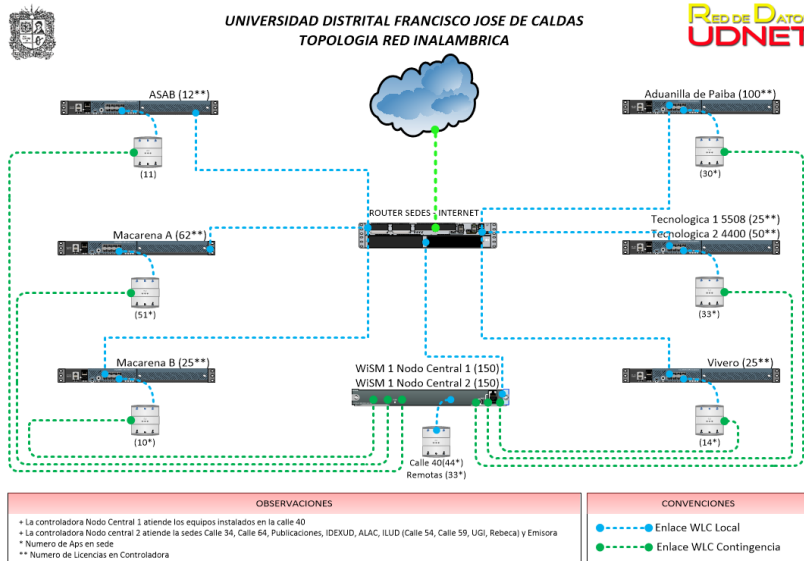 UNIVERSIDAD DISTRITAL FRANCISCO JOSE DE CALDAS
TOPOLOGIA RED INALAMBRICA
RED DE DATO
UDNET
ASAB (12**)
(11)
Aduanilla de Paiba (100**)
(30*)
ROUTER SEDES - INTERNET
Macarena A (62**)
(51*)
Tecnologica 1 5508 (25**)
Tecnologica 2 4400 (50**)
(33*)
Macarena B (25**)
(10*)
WiSM 1 Nodo Central 1 (150)
WiSM 1 Nodo Central 2 (150)
Vivero (25**)
(14*)
Calle 40(44*)
Remotas (33*)
OBSERVACIONES
+ La controladora Nodo Central 1 atiende los equipos instalados en la calle 40
+ La controladora Nodo central 2 atiende la sedes Calle 34, Calle 64, Publicaciones, IDEXUD, ALAC, ILUD (Calle 54, Calle 59, UGI, Rebeca) y Emisora
* Numero de Aps en sede
** Numero de Licencias en Controladora
CONVENCIONES
Enlace WLC Local
Enlace WLC Contingencia